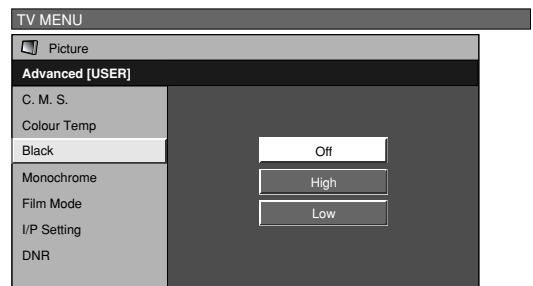 TV MENU
Picture
Advanced [USER]
C. M. S.
Colour Temp
Black
Monochrome
Film Mode
I/P Setting
DNR
Off
High
Low